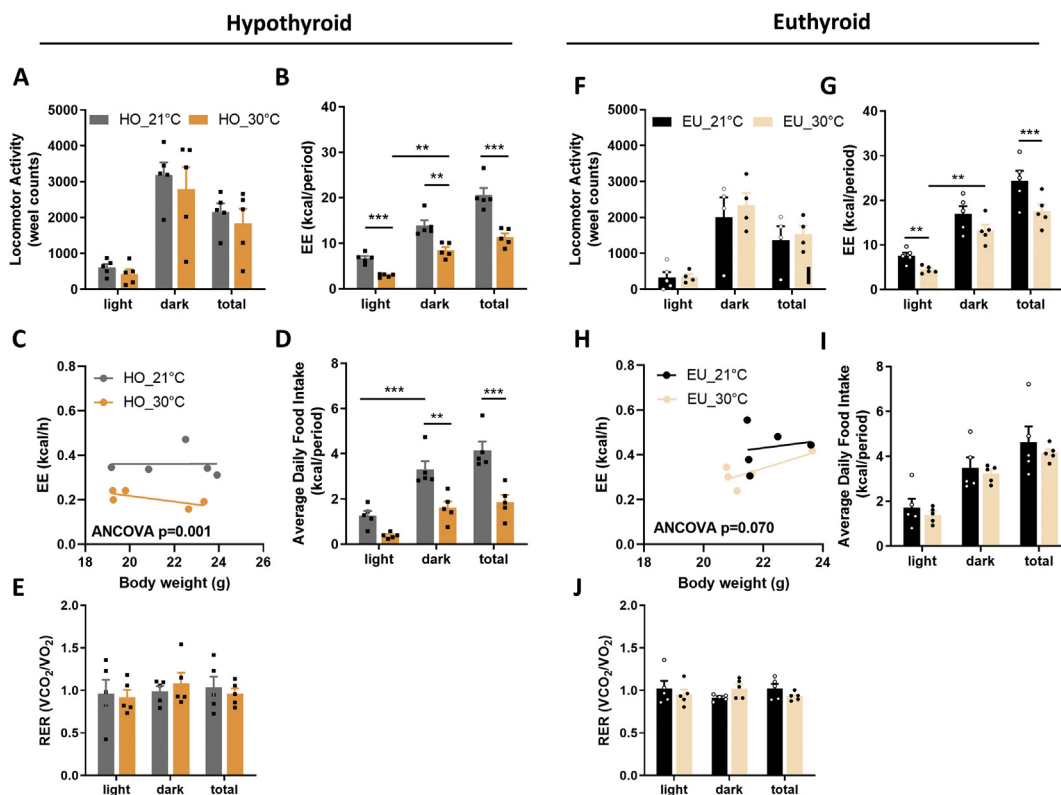 Hypothyroid
Euthyroid
A
Locomotor Activity
(weel counts)
5000
4000
3000
2000
1000
0
HO_21°C
HO_30°C
light
dark
total
B
EE (kcal/period)
40
30
20
10
0
***
**
**
***
light
dark
total
F
Locomotor Activity
(weel counts)
5000
4000
3000
2000
1000
0
EU_21°C
EU_30°C
light
dark
total
G
EE (kcal/period)
40
30
20
10
0
**
**
***
light
dark
total
C
EE (kcal/h)
0.8
0.6
0.4
0.2
0.0
HO_21°C
HO_30°C
ANCOVA p=0.001
18
20
22
24
26
Body weight (g)
D
Average Daily Food Intake
(kcal/period)
8
6
4
2
0
***
**
***
light
dark
total
H
EE (kcal/h)
0.8
0.6
0.4
0.2
0.0
EU_21°C
EU_30°C
ANCOVA p=0.070
18
20
22
24
Body weight (g)
I
Average Daily Food Intake
(kcal/period)
8
6
4
2
0
light
dark
total
E
RER (VCO2/VO2)
2.0
1.5
1.0
0.5
0.0
light
dark
total
J
RER (VCO2/VO2)
2.0
1.5
1.0
0.5
0.0
light
dark
total